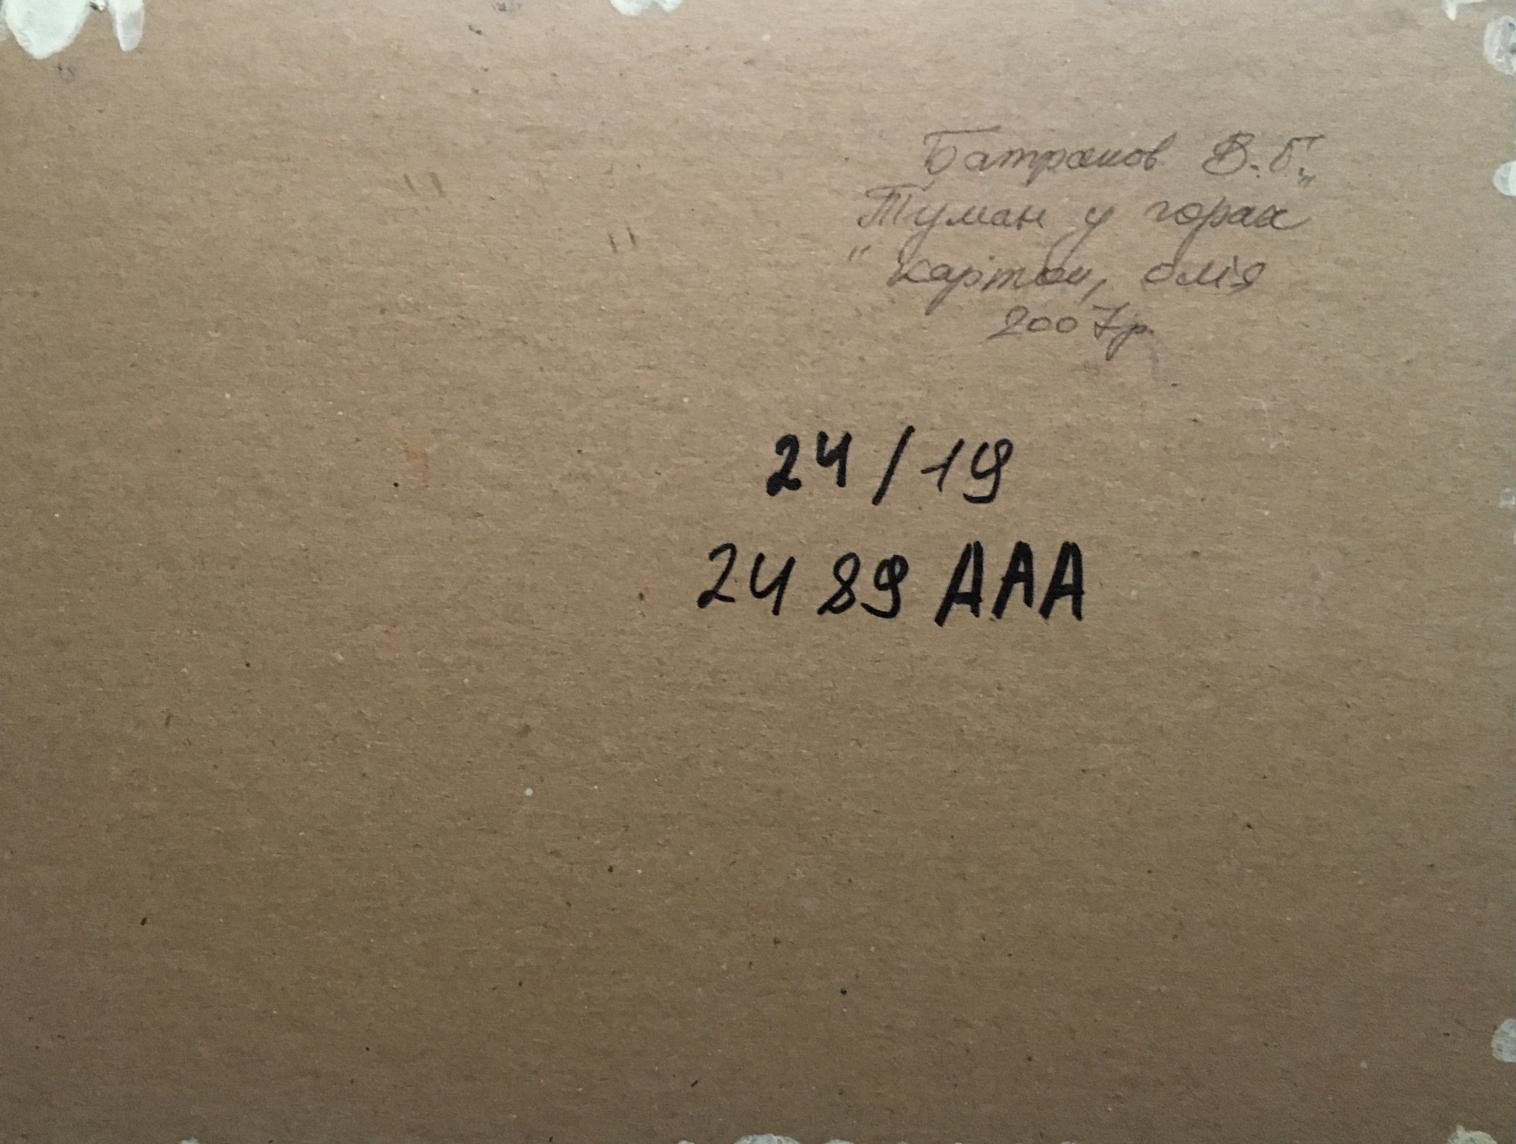 Батраков В.Б.
"Туман у горах"
картон, олія
2007р.
24/19
2489 AAA